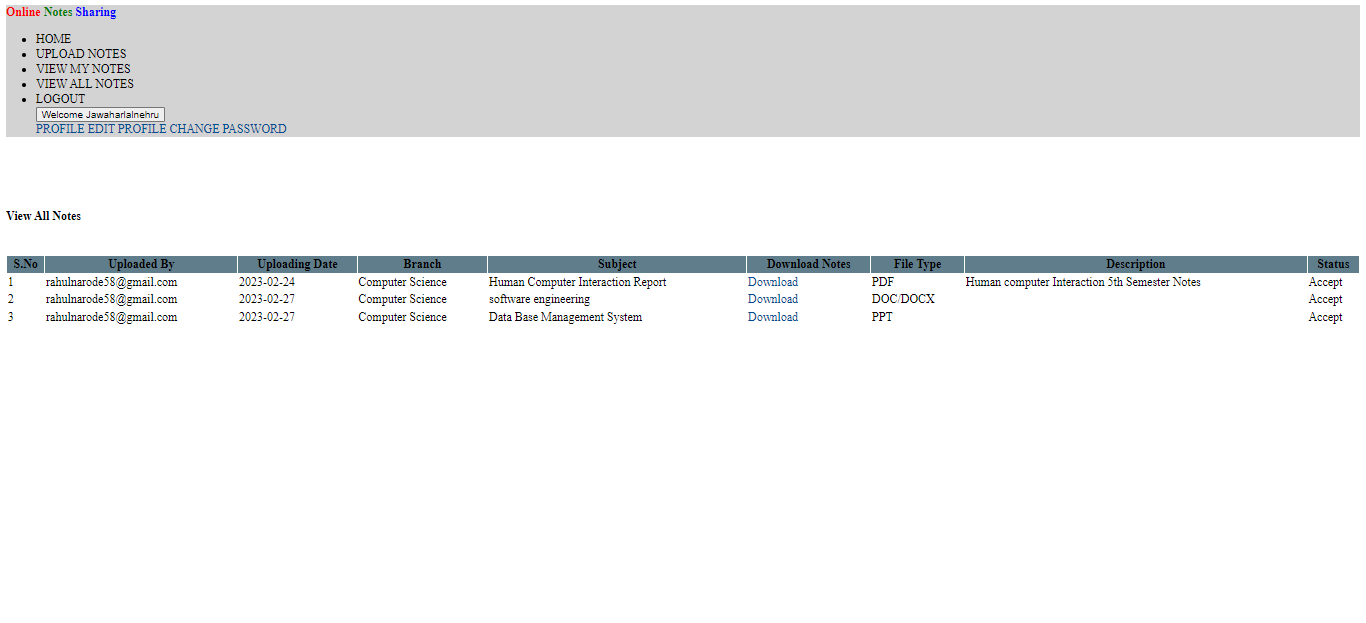 Online Notes Sharing
HOME
UPLOAD NOTES
VIEW MY NOTES
VIEW ALL NOTES
LOGOUT
Welcome Jawaharlalnehru
PROFILE EDIT PROFILE CHANGE PASSWORD
View All Notes
S.No Uploaded By Uploading Date Branch Subject Download Notes File Type Description Status
1 rahulnarode58@gmail.com 2023-02-24 Computer Science Human Computer Interaction Report Download PDF Human computer Interaction 5th Semester Notes Accept
2 rahulnarode58@gmail.com 2023-02-27 Computer Science software engineering Download DOC/DOCX Accept
3 rahulnarode58@gmail.com 2023-02-27 Computer Science Data Base Management System Download PPT Accept